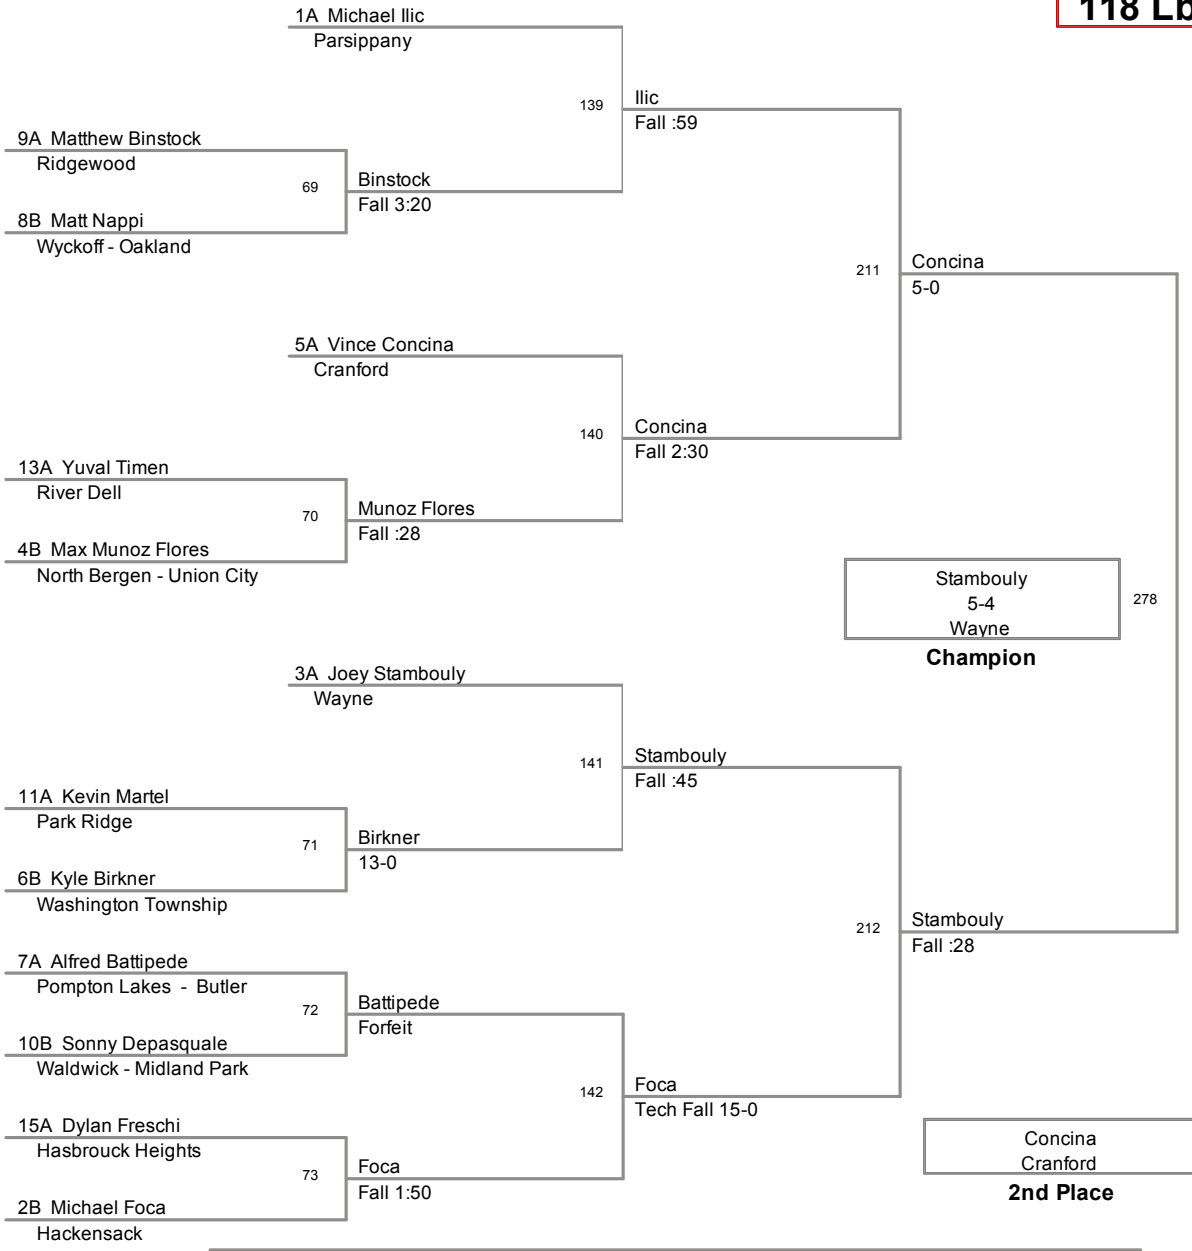 118 Lb
1A Michael Ilic
Parsippany
139
Ilic
Fall :59
9A Matthew Binstock
Ridgewood
69
Binstock
Fall 3:20
8B Matt Nappi
Wyckoff - Oakland
211
Concina
5-0
5A Vince Concina
Cranford
140
Concina
Fall 2:30
13A Yuval Timen
River Dell
70
Munoz Flores
Fall :28
4B Max Munoz Flores
North Bergen - Union City
Stambouly
5-4
Wayne
Champion
278
3A Joey Stambouly
Wayne
141
Stambouly
Fall :45
11A Kevin Martel
Park Ridge
71
Birkner
13-0
6B Kyle Birkner
Washington Township
212
Stambouly
Fall :28
7A Alfred Battipede
Pompton Lakes - Butler
72
Battipede
Forfeit
10B Sonny Depasquale
Waldwick - Midland Park
142
Foca
Tech Fall 15-0
15A Dylan Freschi
Hasbrouck Heights
73
Foca
Fall 1:50
2B Michael Foca
Hackensack
Concina
Cranford
2nd Place